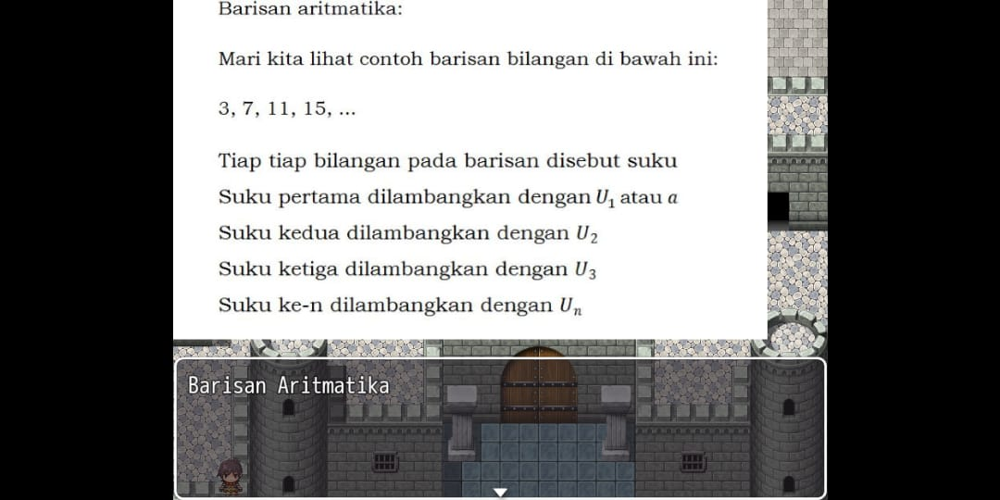 Barisan aritmatika:
Mari kita lihat contoh barisan bilangan di bawah ini:
3, 7, 11, 15, ...
Tiap tiap bilangan pada barisan disebut suku
Suku pertama dilambangkan dengan U₁ atau a
Suku kedua dilambangkan dengan U₂
Suku ketiga dilambangkan dengan U₃
Suku ke-n dilambangkan dengan Uₙ
Barisan Aritmatika